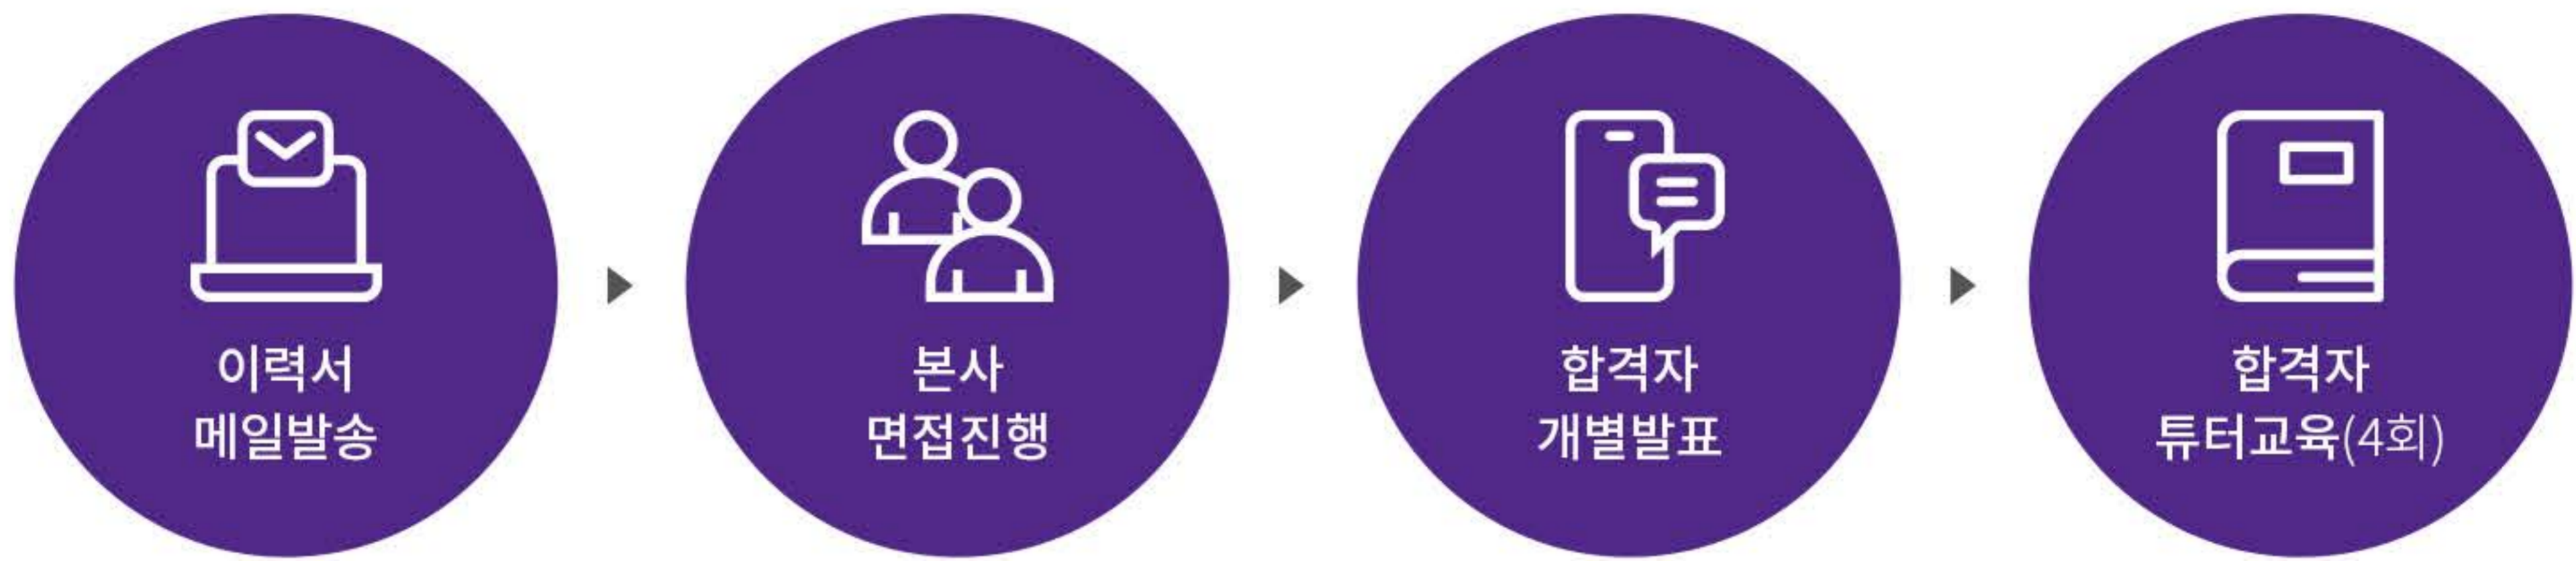 이력서
메일발송
본사
면접진행
합격자
개별발표
합격자
튜터교육(4회)